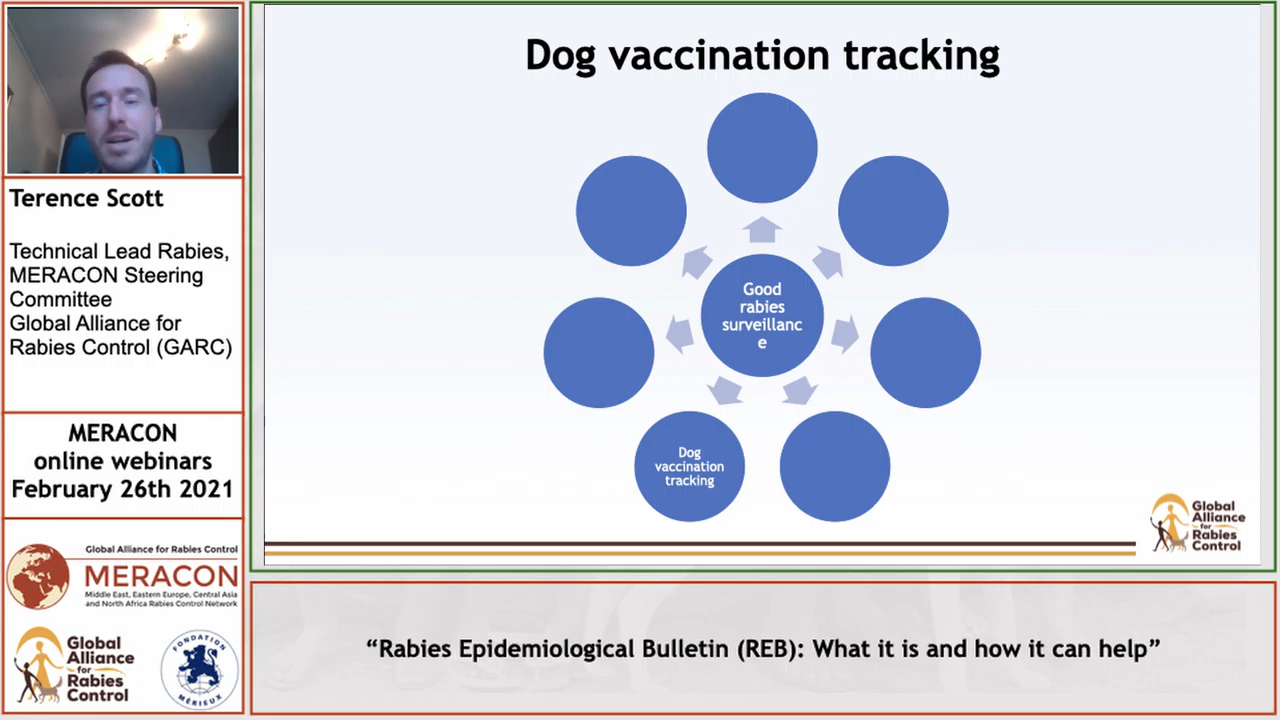 Terence Scott
Technical Lead Rabies,
MERACON Steering
Committee
Global Alliance for
Rabies Control (GARC)
MERACON
online webinars
February 26th 2021
Global Alliance for Rabies Control
MERACON
Middle East, Eastern Europe, Central Asia
and North Africa Rabies Control Network
Global
Alliance
for
Rabies
Control
FONDATION
MÉRIEUX
Dog vaccination tracking
Good
rabies
surveillanc
e
Dog
vaccination
tracking
Global
Alliance
for
Rabies
Control
“Rabies Epidemiological Bulletin (REB): What it is and how it can help”